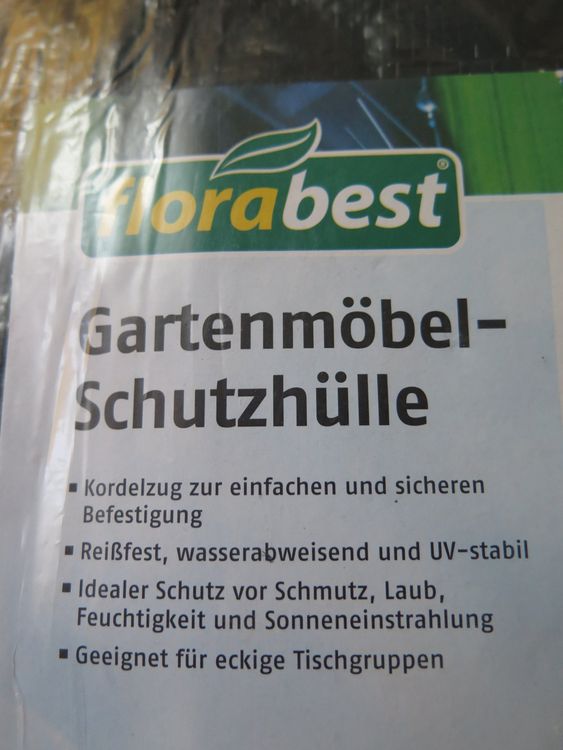 florabest®
Gartenmöbel-
Schutzhülle
▪ Kordelzug zur einfachen und sicheren
Befestigung
▪ Reißfest, wasserabweisend und UV-stabil
▪ Idealer Schutz vor Schmutz, Laub,
Feuchtigkeit und Sonneneinstrahlung
▪ Geeignet für eckige Tischgruppen